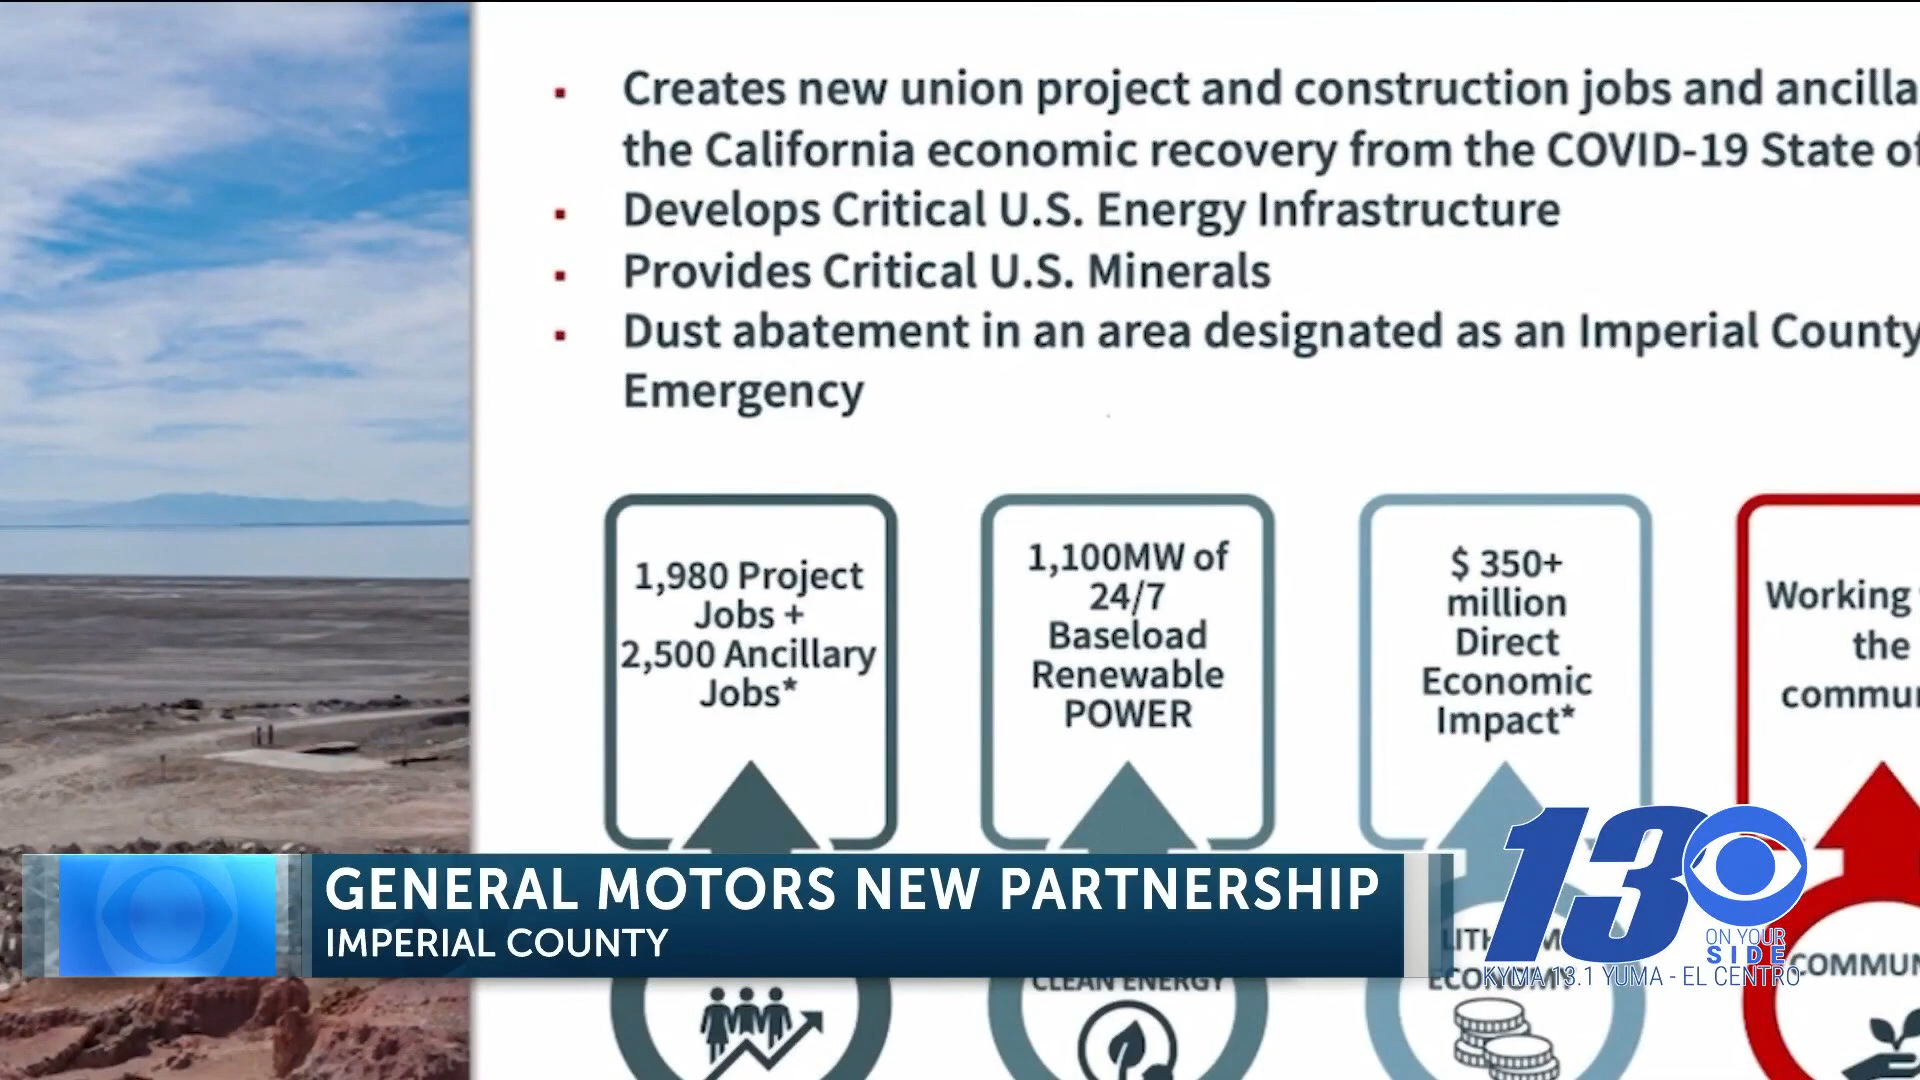 Creates new union project and construction jobs and ancilla
the California economic recovery from the COVID-19 State of
Develops Critical U.S. Energy Infrastructure
Provides Critical U.S. Minerals
Dust abatement in an area designated as an Imperial County
Emergency
1,980 Project
Jobs +
2,500 Ancillary
Jobs*
1,100MW of
24/7
Baseload
Renewable
POWER
$ 350+
million
Direct
Economic
Impact*
Working
the
commu
GENERAL MOTORS NEW PARTNERSHIP
IMPERIAL COUNTY
CLEAN ENERGY
ECONOMY
COMMUN
13
ON YOUR
SIDE
KYMA 13.1 YUMA - EL CENTRO